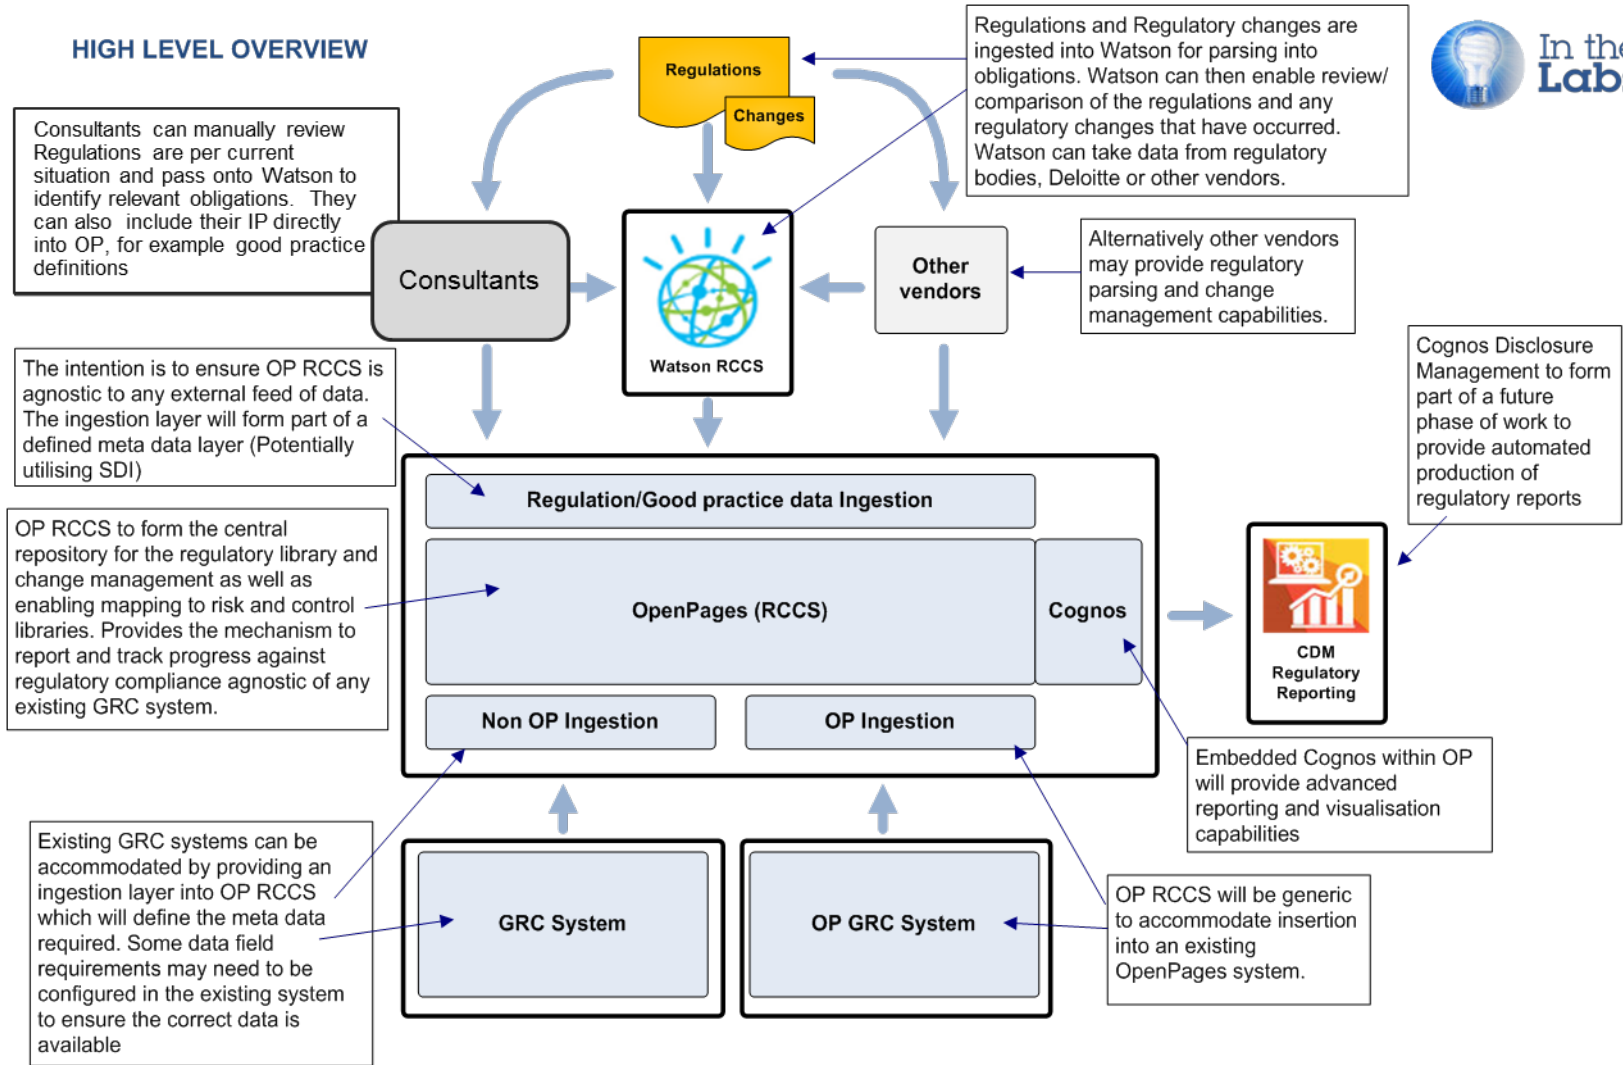 HIGH LEVEL OVERVIEW
Regulations
Changes
Regulations and Regulatory changes are
ingested into Watson for parsing into
obligations. Watson can then enable review/
comparison of the regulations and any
regulatory changes that have occurred.
Watson can take data from regulatory
bodies, Deloitte or other vendors.
In the
Labs
Consultants can manually review
Regulations are per current
situation and pass onto Watson to
identify relevant obligations. They
can also include their IP directly
into OP, for example good practice
definitions
Consultants
Watson RCCS
Other
vendors
Alternatively other vendors
may provide regulatory
parsing and change
management capabilities.
The intention is to ensure OP RCCS is
agnostic to any external feed of data.
The ingestion layer will form part of a
defined meta data layer (Potentially
utilising SDI)
Cognos Disclosure
Management to form
part of a future
phase of work to
provide automated
production of
regulatory reports
Regulation/Good practice data Ingestion
OP RCCS to form the central
repository for the regulatory library and
change management as well as
enabling mapping to risk and control
libraries. Provides the mechanism to
report and track progress against
regulatory compliance agnostic of any
existing GRC system.
OpenPages (RCCS)
Cognos
CDM
Regulatory
Reporting
Non OP Ingestion
OP Ingestion
Embedded Cognos within OP
will provide advanced
reporting and visualisation
capabilities
Existing GRC systems can be
accommodated by providing an
ingestion layer into OP RCCS
which will define the meta data
required. Some data field
requirements may need to be
configured in the existing system
to ensure the correct data is
available
GRC System
OP GRC System
OP RCCS will be generic
to accommodate insertion
into an existing
OpenPages system.